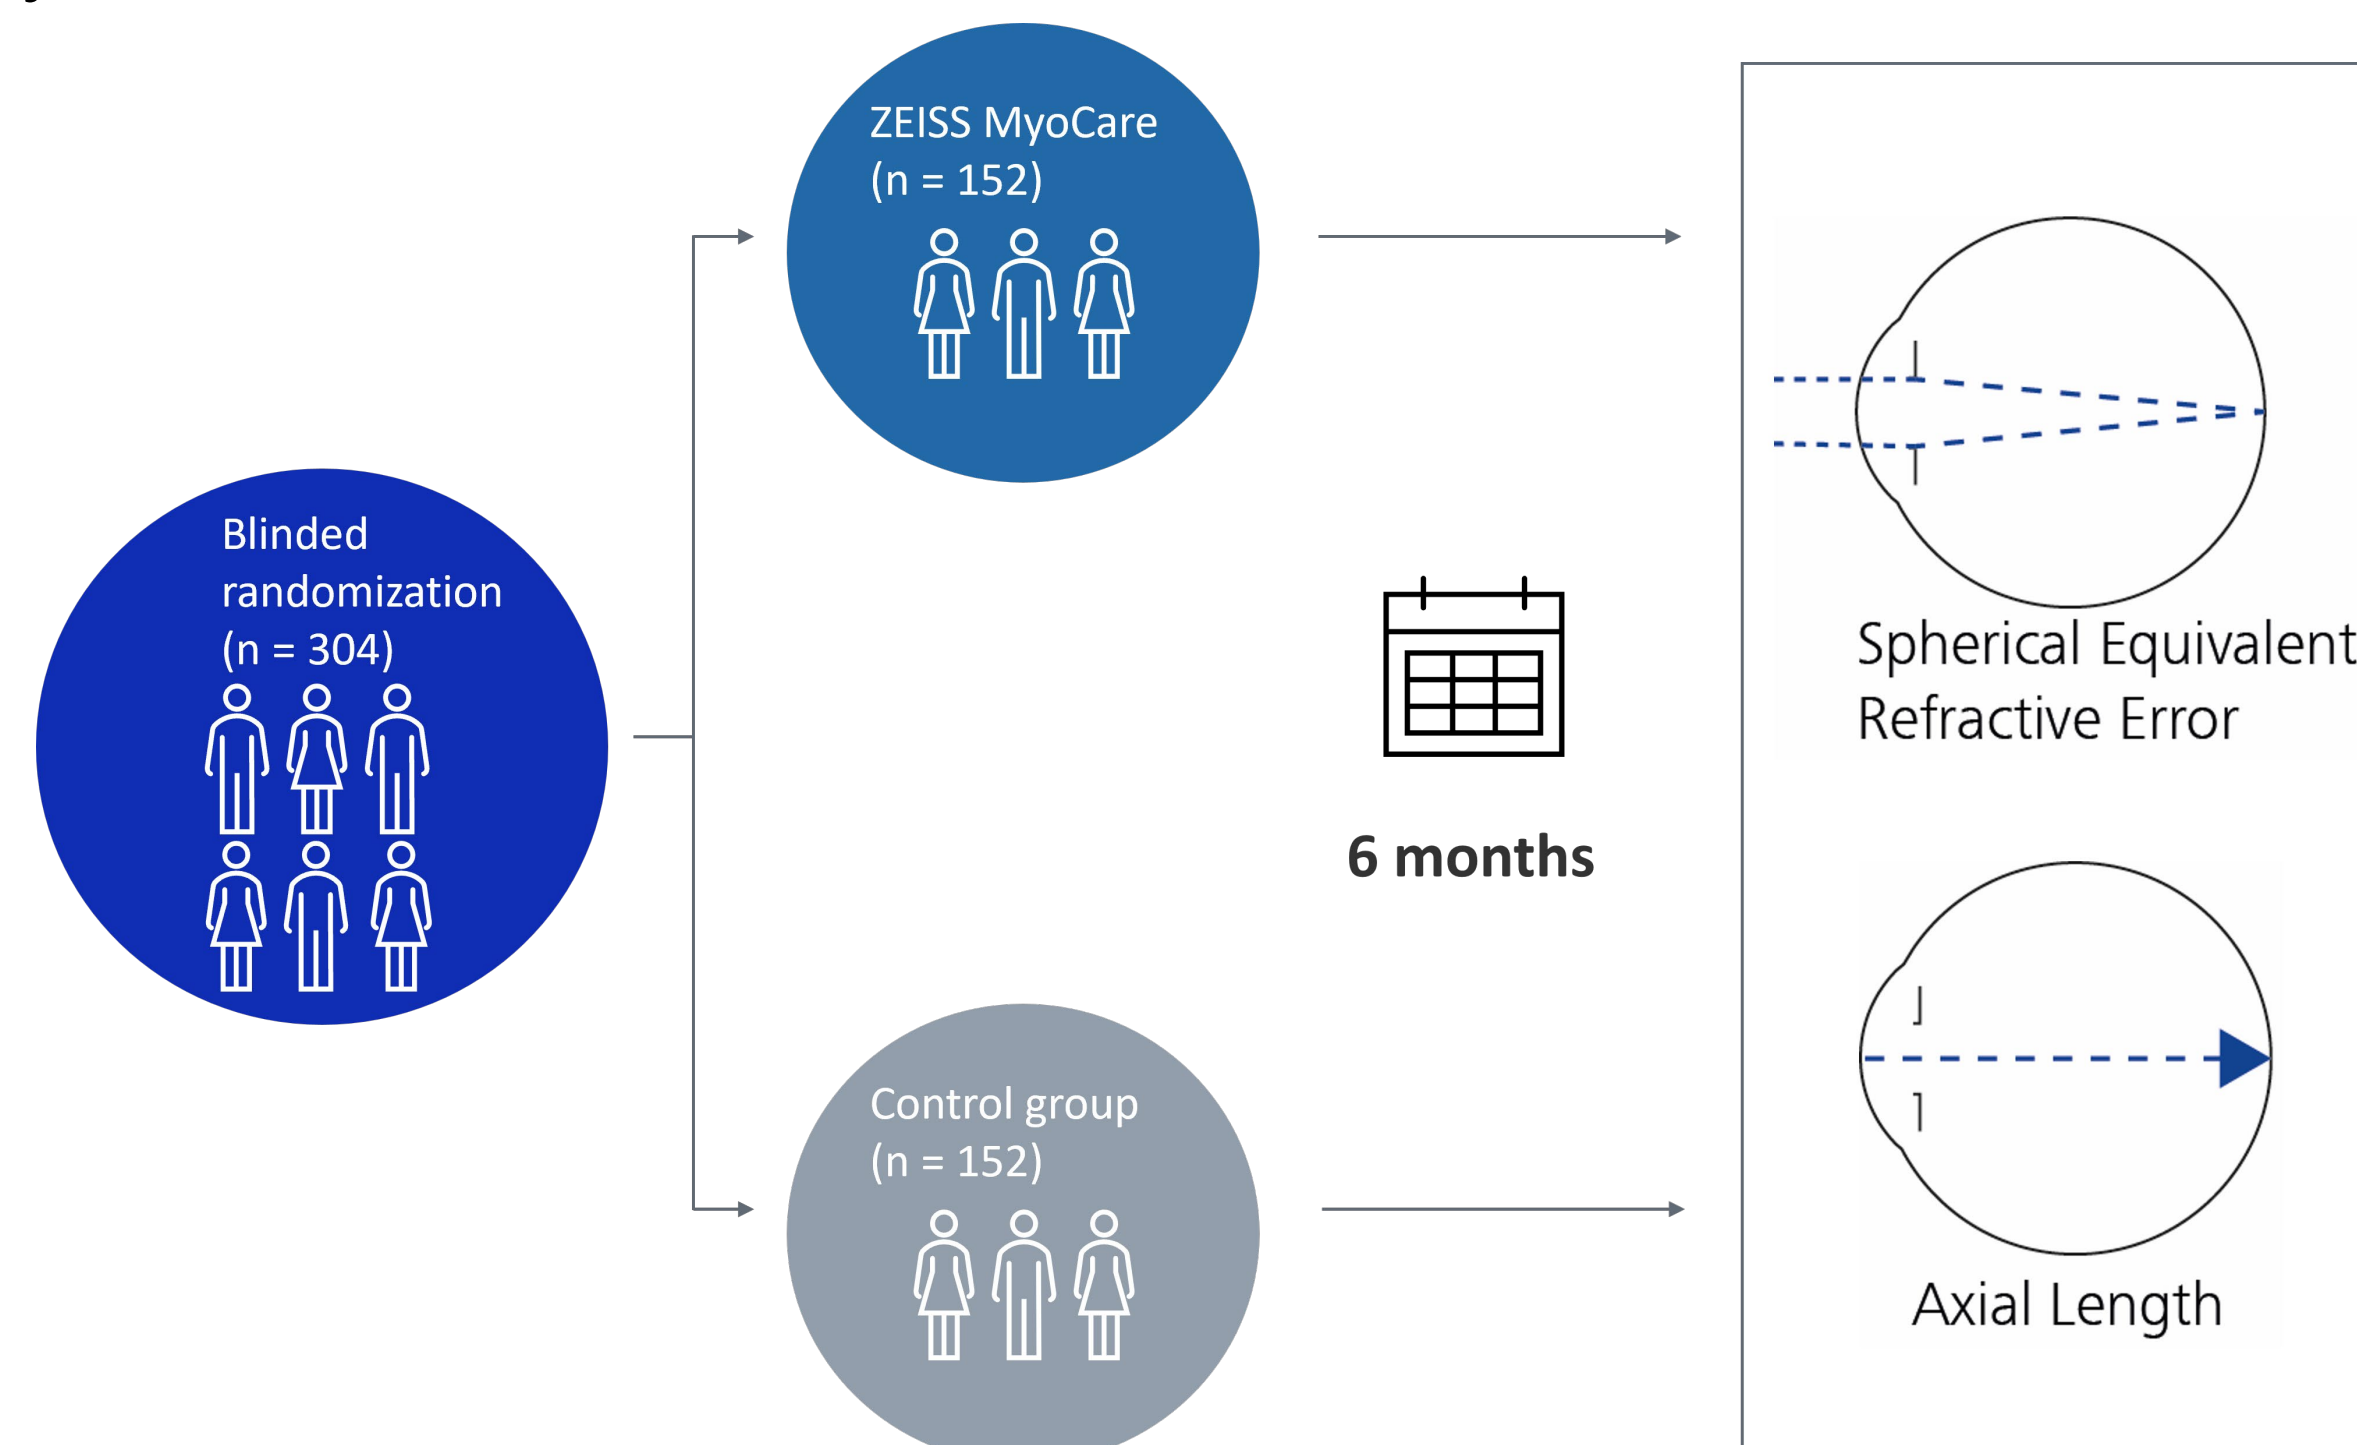 ZEISS MyoCare
(n = 152)
Blinded
randomization
(n = 304)
6 months
Control group
(n = 152)
Spherical Equivalent
Refractive Error
Axial Length